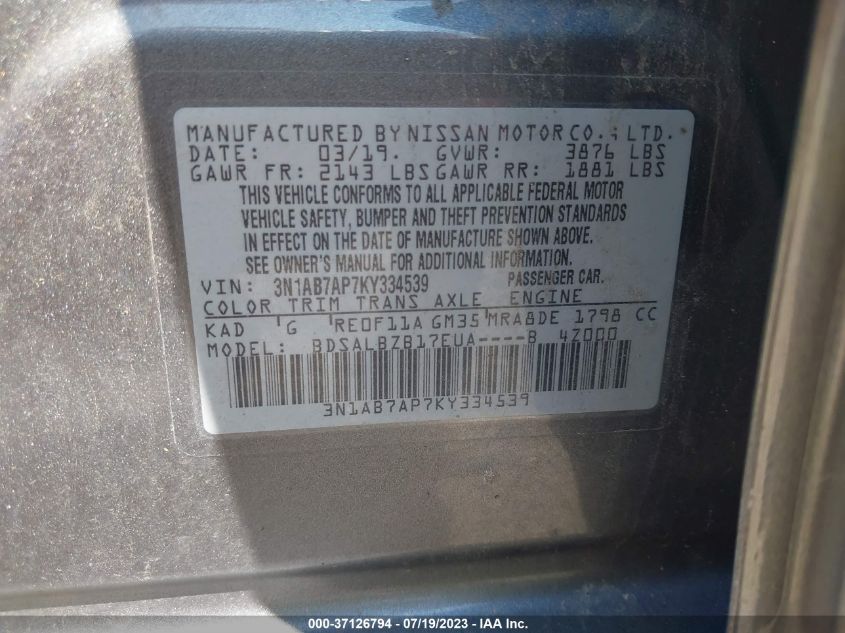 MANUFACTURED BY NISSAN MOTOR CO., LTD.
DATE: 03/19. GVWR: 3876 LBS
GAWR FR: 2143 LBS GAWR RR: 1881 LBS
THIS VEHICLE CONFORMS TO ALL APPLICABLE FEDERAL MOTOR
VEHICLE SAFETY, BUMPER AND THEFT PREVENTION STANDARDS
IN EFFECT ON THE DATE OF MANUFACTURE SHOWN ABOVE.
SEE OWNER'S MANUAL FOR ADDITIONAL INFORMATION.
VIN: 3N1AB7AP7KY334539 PASSENGER CAR.
COLOR TRIM TRANS AXLE ENGINE
KAD G RE0F11A GM35 MRA8DE 1798 CC
MODEL: BDSALBZB17EUA----B 4Z000
3N1AB7AP7KY334539
000-37126794 / 07/19/2023 / IAA Inc.